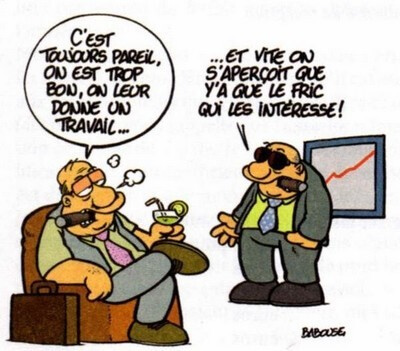 C'EST
TOUJOURS PAREIL,
ON EST TROP
BON, ON LEUR
DONNE UN
TRAVAIL...
...ET VITE ON
S'APERÇOIT QUE
Y'A QUE LE FRIC
QUI LES INTÉRESSE!
BABOUSE